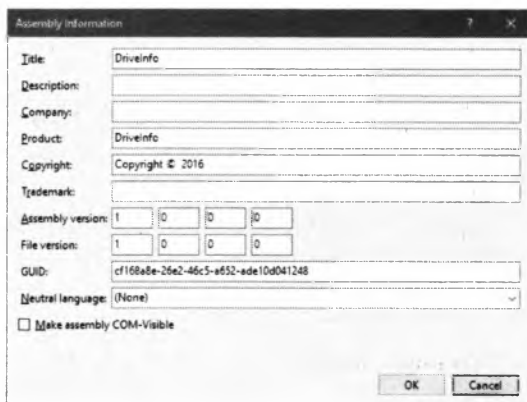 Assembly Information ? ×
Title: DriveInfo
Description:
Company:
Product: DriveInfo
Copyright: Copyright © 2016
Trademark:
Assembly version: 1 0 0 0
File version: 1 0 0 0
GUID: cf168a8e-26e2-46c5-a652-ade10d041248
Neutral language: (None)
Make assembly COM-Visible
OK Cancel